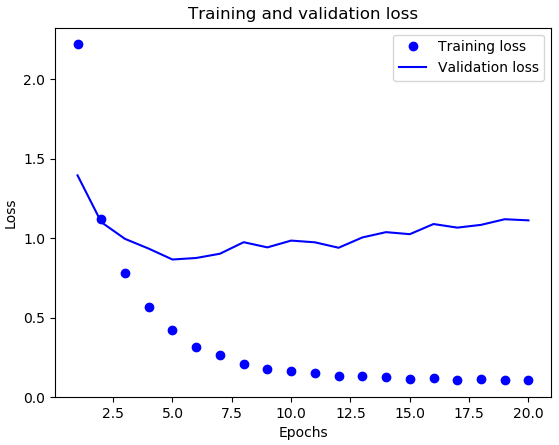 Training and validation loss
Training loss
Validation loss
2.0
1.5
1.0
0.5
0.0
Loss
2.5
5.0
7.5
10.0
12.5
15.0
17.5
20.0
Epochs